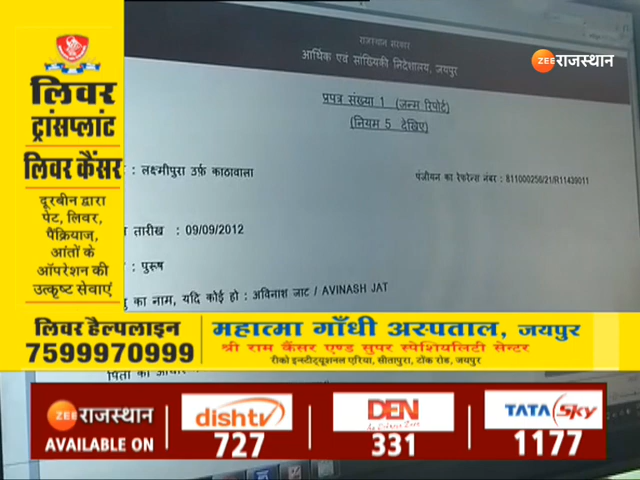 राजस्थान सरकार
आर्थिक एवं सांख्यिकी निदेशालय, जयपुर
ZEE राजस्थान
प्रपत्र संख्या 1 (जन्म रिपोर्ट)
(नियम 5 देखिए)
: लक्ष्मीपुरा उर्फ़ काठावाला
पंजीयन का रेफरेन्स नंबर : 811000256/21/R11439011
तारीख : 09/09/2012
: पुरूष
का नाम, यदि कोई हो : अविनाश जाट / AVINASH JAT
पिता का आधार
लिवर
ट्रांसप्लांट
लिवर कैंसर
दूरबीन द्वारा
पेट, लिवर,
पैंक्रियाज,
आंतों के
ऑपरेशन की
उत्कृष्ट सेवाएं
लिवर हैल्पलाइन
7599970999
महात्मा गाँधी अस्पताल, जयपुर
श्री राम कैंसर एण्ड सुपर स्पेशियलिटी सेन्टर
रीको इन्स्टीट्यूशनल एरिया, सीतापुरा, टोंक रोड, जयपुर
ZEE राजस्थान
AVAILABLE ON
dishtv
727
DEN
331
TATA Sky
1177